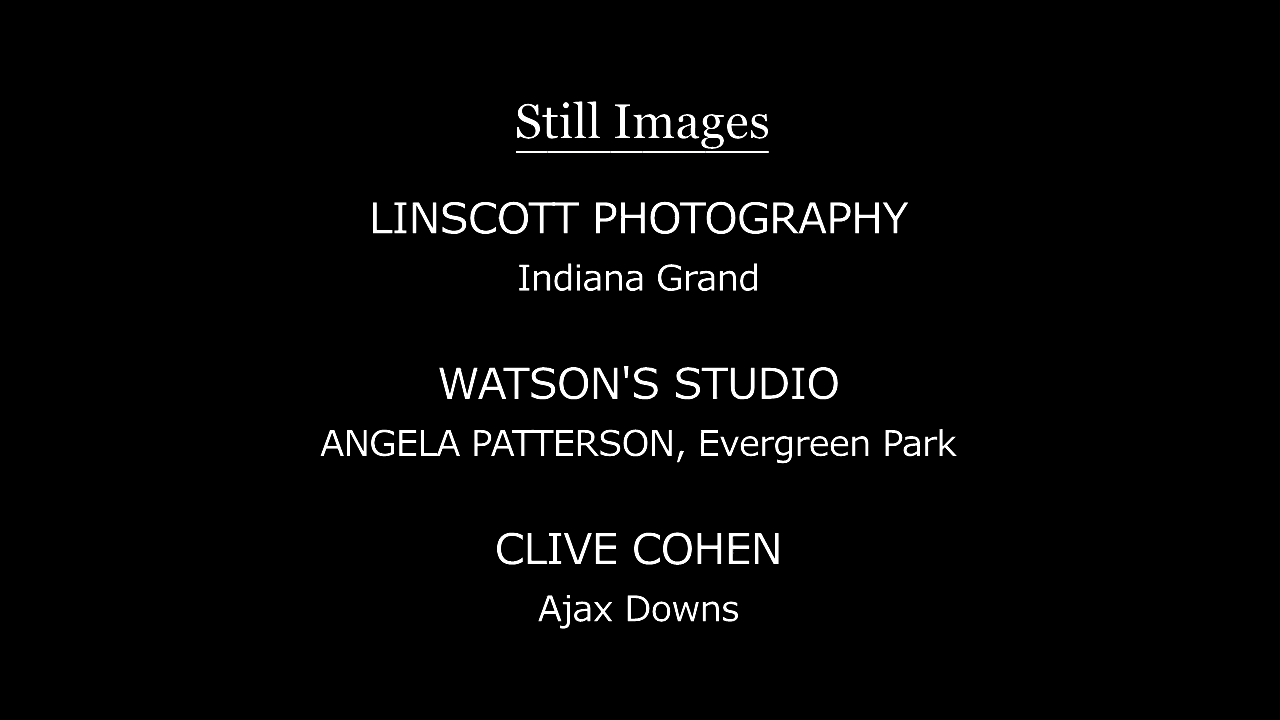 Still Images
LINSCOTT PHOTOGRAPHY
Indiana Grand
WATSON'S STUDIO
ANGELA PATTERSON, Evergreen Park
CLIVE COHEN
Ajax Downs